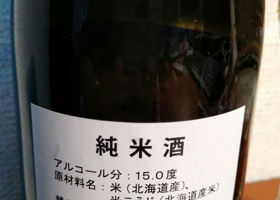 純米酒
アルコール分：15.0度
原材料名：米（北海道産）、
米こうじ（北海道産米）